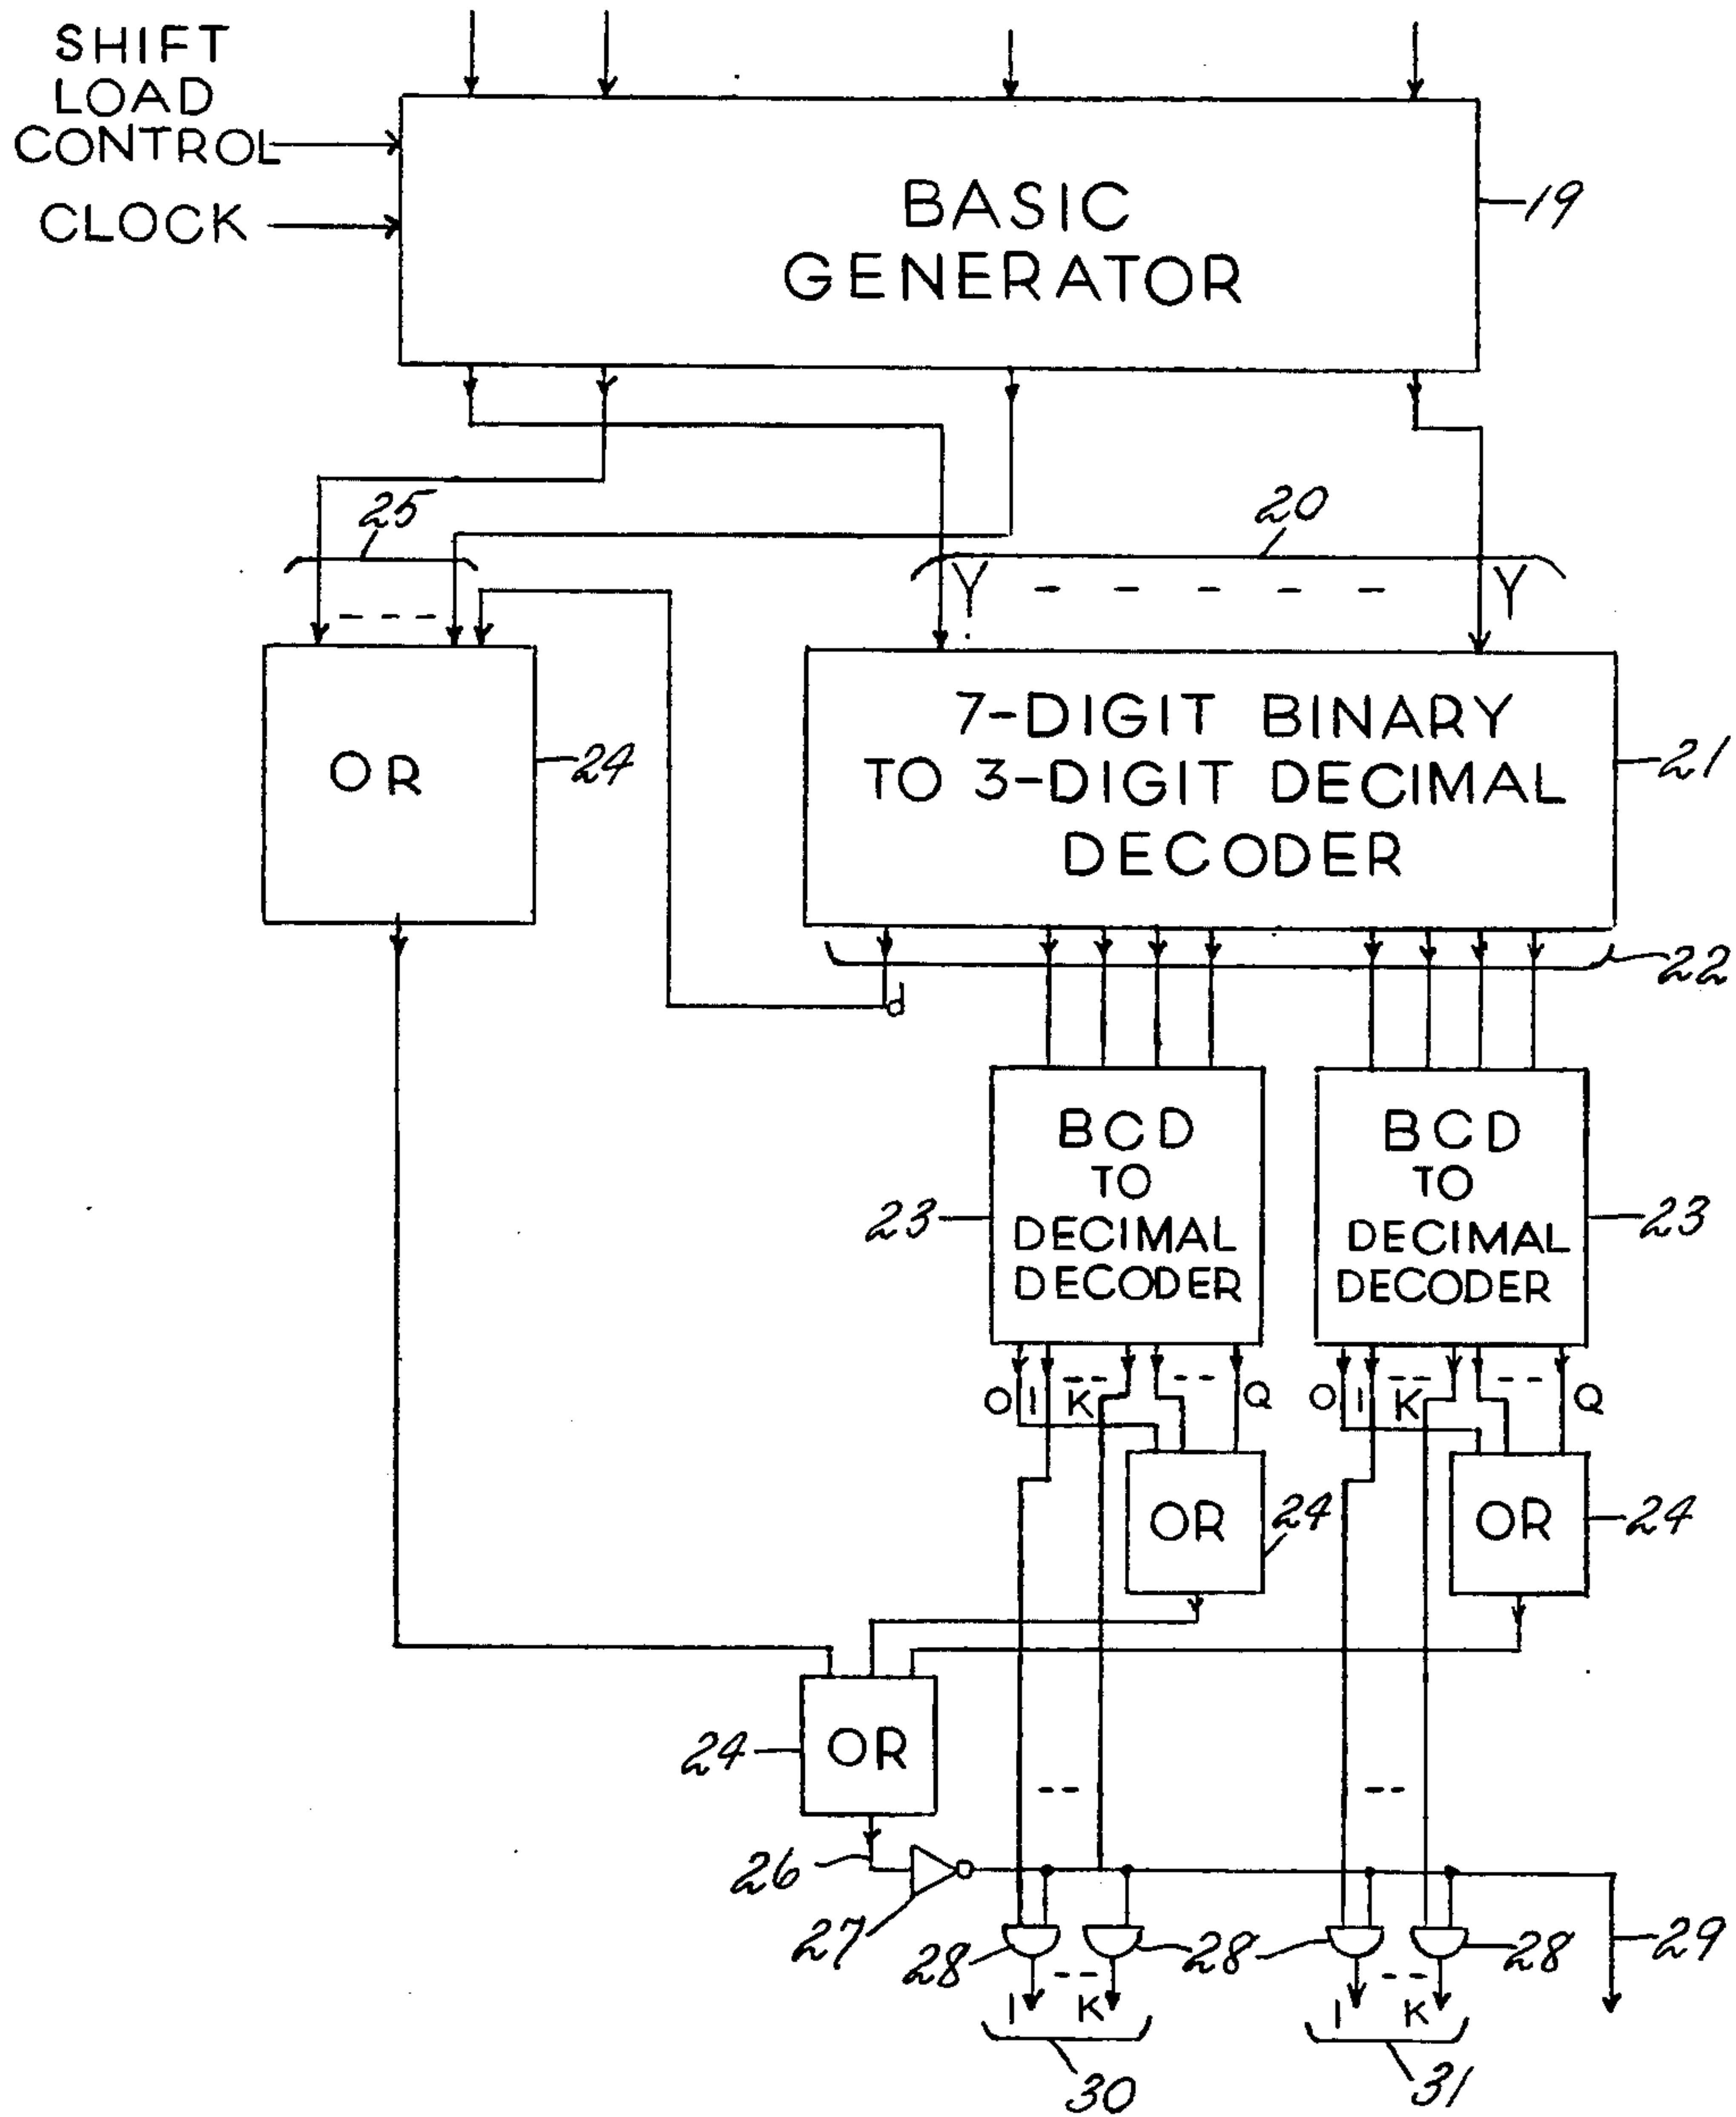 SHIFT
LOAD
CONTROL
CLOCK
BASIC
GENERATOR
19
25
20
Y - - - - - Y
- - -
OR
24
7-DIGIT BINARY
TO 3-DIGIT DECIMAL
DECODER
21
22
d
BCD
TO
DECIMAL
DECODER
23
BCD
TO
DECIMAL
DECODER
23
O I -- K -- Q
O I -- K -- Q
OR
24
OR
24
OR
24
-- --
26
27
28
28
28
29
I -- K
I -- K
30
31